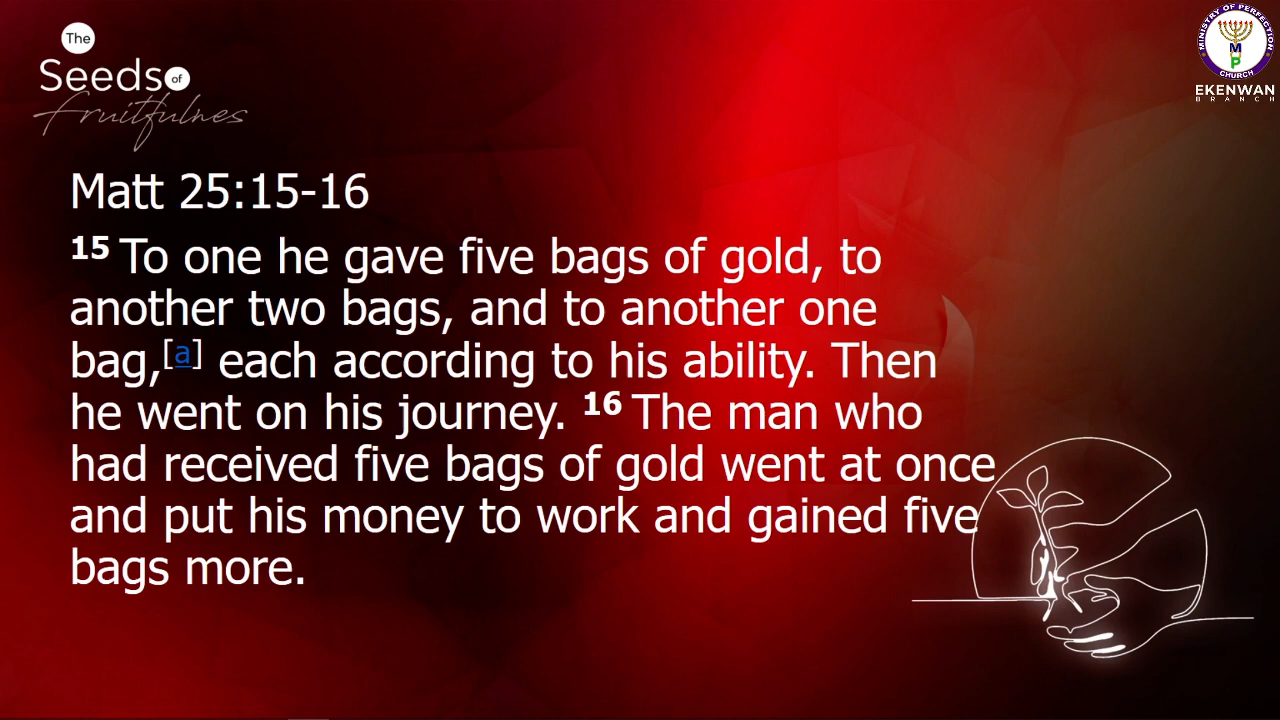 The
Seeds of
Fruitfulnes
MINISTRY OF PERFECTION
M
P
CHURCH
EKENWAN
BRANCH
Matt 25:15-16
15 To one he gave five bags of gold, to
another two bags, and to another one
bag,[a] each according to his ability. Then
he went on his journey. 16 The man who
had received five bags of gold went at once
and put his money to work and gained five
bags more.